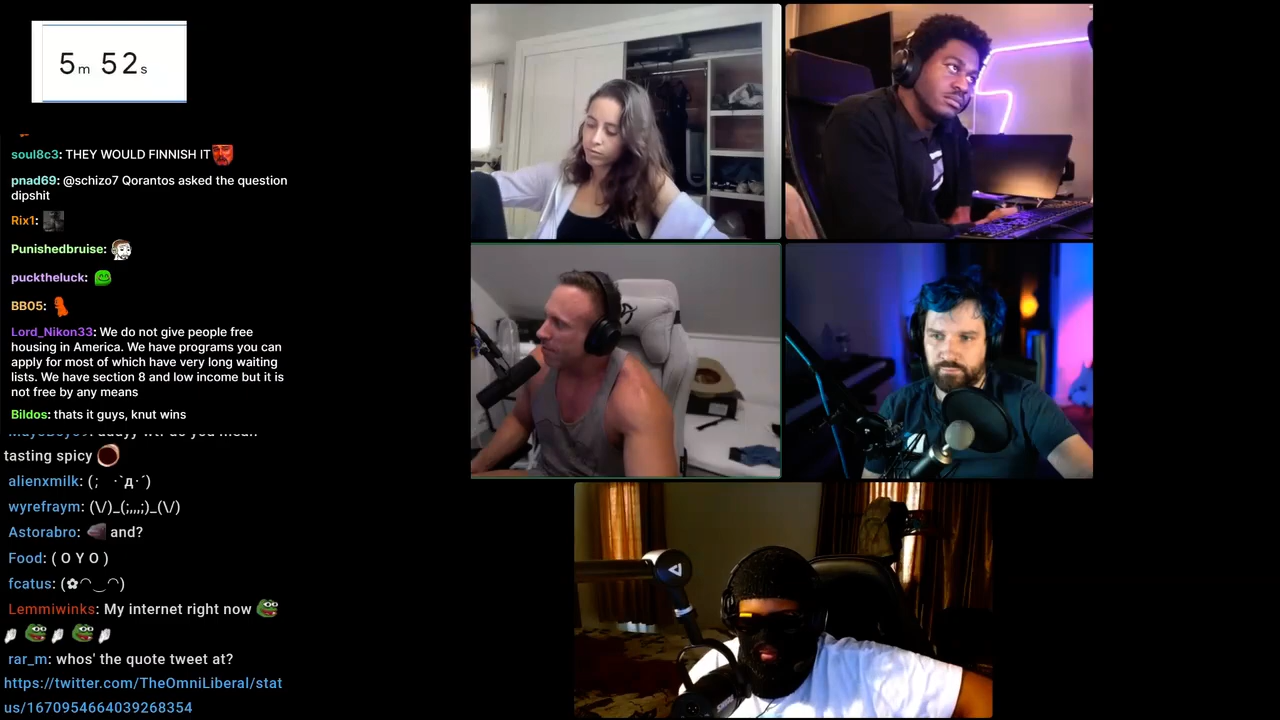 5m 52s
soul8c3: THEY WOULD FINNISH IT
pnad69: @schizo7 Qorantos asked the question
dipshit
Rix1:
Punishedbruise:
pucktheluck:
BB05:
Lord_Nikon33: We do not give people free
housing in America. We have programs you can
apply for most of which have very long waiting
lists. We have section 8 and low income but it is
not free by any means
Bildos: thats it guys, knut wins
tasting spicy
alienxmilk: (; ·`д·´)
wyrefraym: (\/)_(;,,,;)_(\/)
Astorabro: and?
Food: ( O Y O )
fcatus: (✿◠‿◠)
Lemmiwinks: My internet right now
rar_m: whos' the quote tweet at?
https://twitter.com/TheOmniLiberal/stat
us/1670954664039268354